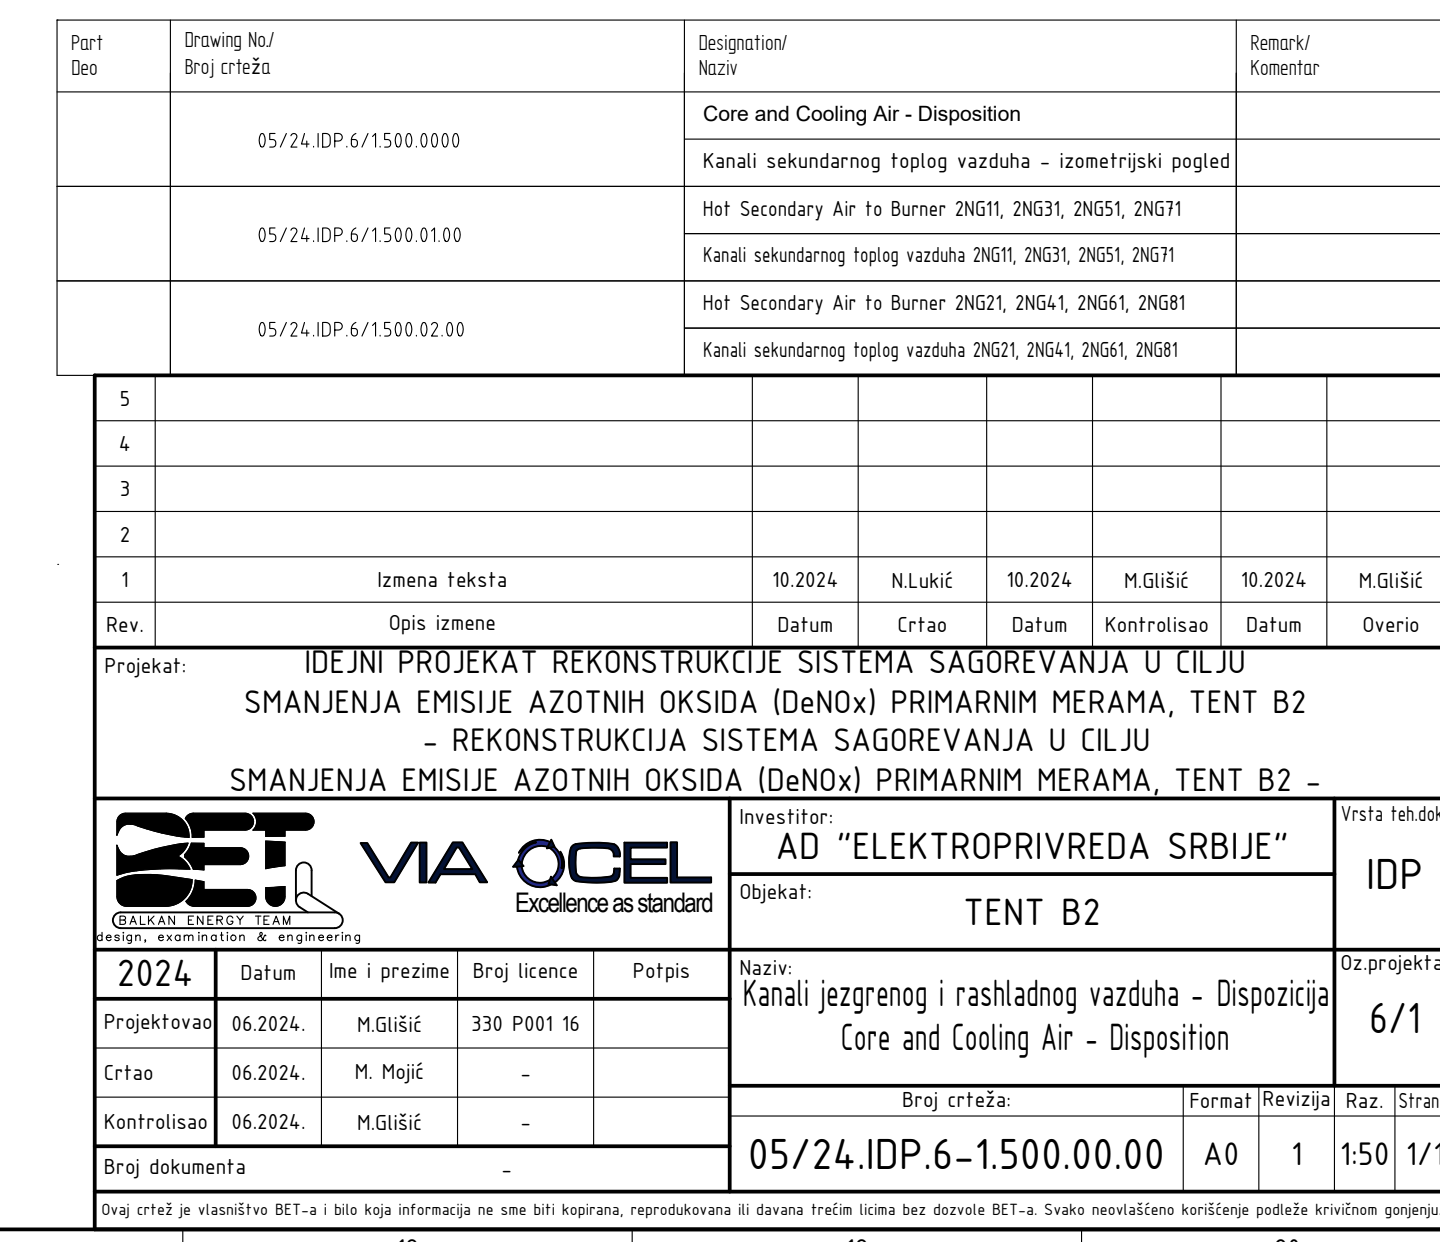 Part
Deo
Drawing No./
Broj crteža
Designation/
Naziv
Remark/
Komentar
05/24.IDP.6/1.500.0000
Core and Cooling Air - Disposition
Kanali sekundarnog toplog vazduha - izometrijski pogled
05/24.IDP.6/1.500.01.00
Hot Secondary Air to Burner 2NG11, 2NG31, 2NG51, 2NG71
Kanali sekundarnog toplog vazduha 2NG11, 2NG31, 2NG51, 2NG71
05/24.IDP.6/1.500.02.00
Hot Secondary Air to Burner 2NG21, 2NG41, 2NG61, 2NG81
Kanali sekundarnog toplog vazduha 2NG21, 2NG41, 2NG61, 2NG81
5
4
3
2
1 Izmena teksta 10.2024 N.Lukić 10.2024 M.Glišić 10.2024 M.Glišić
Rev. Opis izmene Datum Crtao Datum Kontrolisao Datum Overio
Projekat: IDEJNI PROJEKAT REKONSTRUKCIJE SISTEMA SAGOREVANJA U CILJU
SMANJENJA EMISIJE AZOTNIH OKSIDA (DeNOx) PRIMARNIM MERAMA, TENT B2
- REKONSTRUKCIJA SISTEMA SAGOREVANJA U CILJU
SMANJENJA EMISIJE AZOTNIH OKSIDA (DeNOx) PRIMARNIM MERAMA, TENT B2 -
BET
BALKAN ENERGY TEAM
design, examination & engineering
VIA OCEL
Excellence as standard
Investitor:
AD "ELEKTROPRIVREDA SRBIJE"
Objekat:
TENT B2
Vrsta teh.dok
IDP
2024 Datum Ime i prezime Broj licence Potpis
Projektovao 06.2024. M.Glišić 330 P001 16
Crtao 06.2024. M. Mojić -
Kontrolisao 06.2024. M.Glišić -
Broj dokumenta -
Naziv:
Kanali jezgrenog i rashladnog vazduha - Dispozicija
Core and Cooling Air - Disposition
Oz.projekta
6/1
Broj crteža: Format Revizija Raz. Stran
05/24.IDP.6-1.500.00.00 A0 1 1:50 1/1
Ovaj crtež je vlasništvo BET-a i bilo koja informacija ne sme biti kopirana, reprodukovana ili davana trećim licima bez dozvole BET-a. Svako neovlašćeno korišćenje podleže krivičnom gonjenju.